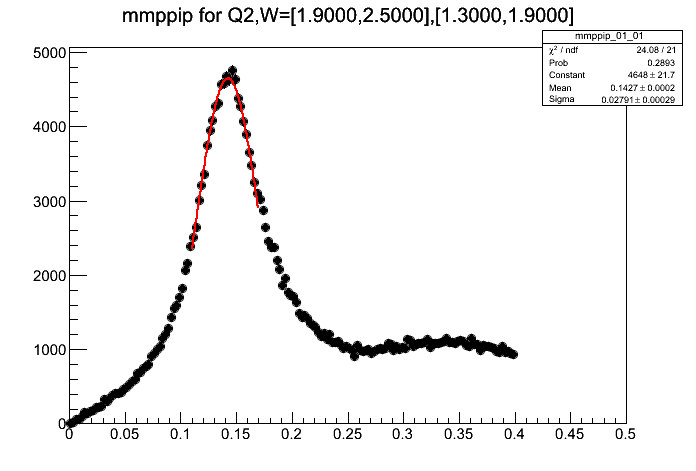 mmppip for Q2,W=[1.9000,2.5000],[1.3000,1.9000]
mmppip_01_01
χ² / ndf 24.08 / 21
Prob 0.2893
Constant 4648 ± 21.7
Mean 0.1427 ± 0.0002
Sigma 0.02791 ± 0.00029
5000
4000
3000
2000
1000
0
0 0.05 0.1 0.15 0.2 0.25 0.3 0.35 0.4 0.45 0.5